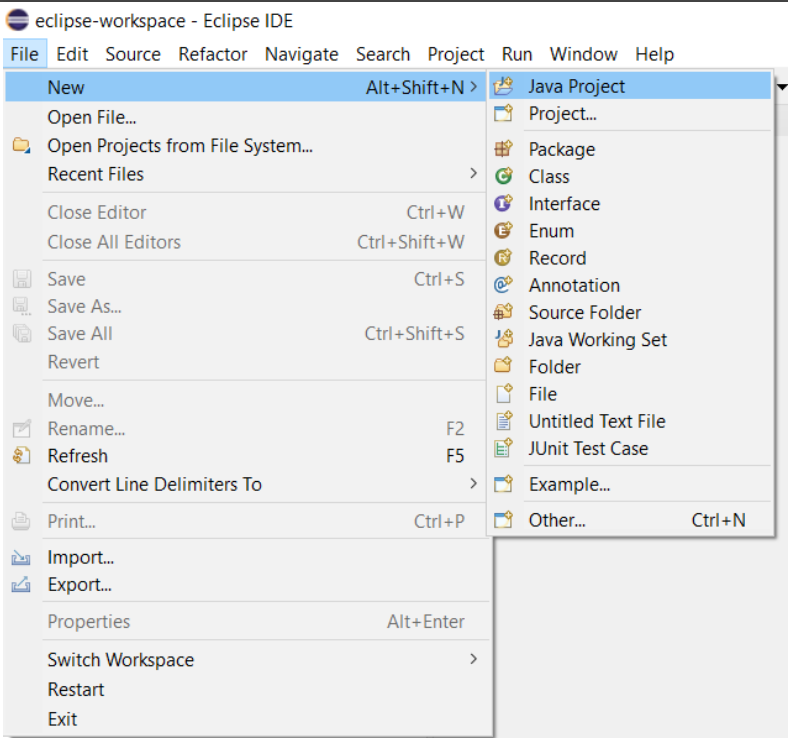 eclipse-workspace - Eclipse IDE
File Edit Source Refactor Navigate Search Project Run Window Help
New Alt+Shift+N >
Open File...
Open Projects from File System...
Recent Files >
Close Editor Ctrl+W
Close All Editors Ctrl+Shift+W
Save Ctrl+S
Save As...
Save All Ctrl+Shift+S
Revert
Move...
Rename... F2
Refresh F5
Convert Line Delimiters To >
Print... Ctrl+P
Import...
Export...
Properties Alt+Enter
Switch Workspace >
Restart
Exit
Java Project
Project...
Package
Class
Interface
Enum
Record
Annotation
Source Folder
Java Working Set
Folder
File
Untitled Text File
JUnit Test Case
Example...
Other... Ctrl+N